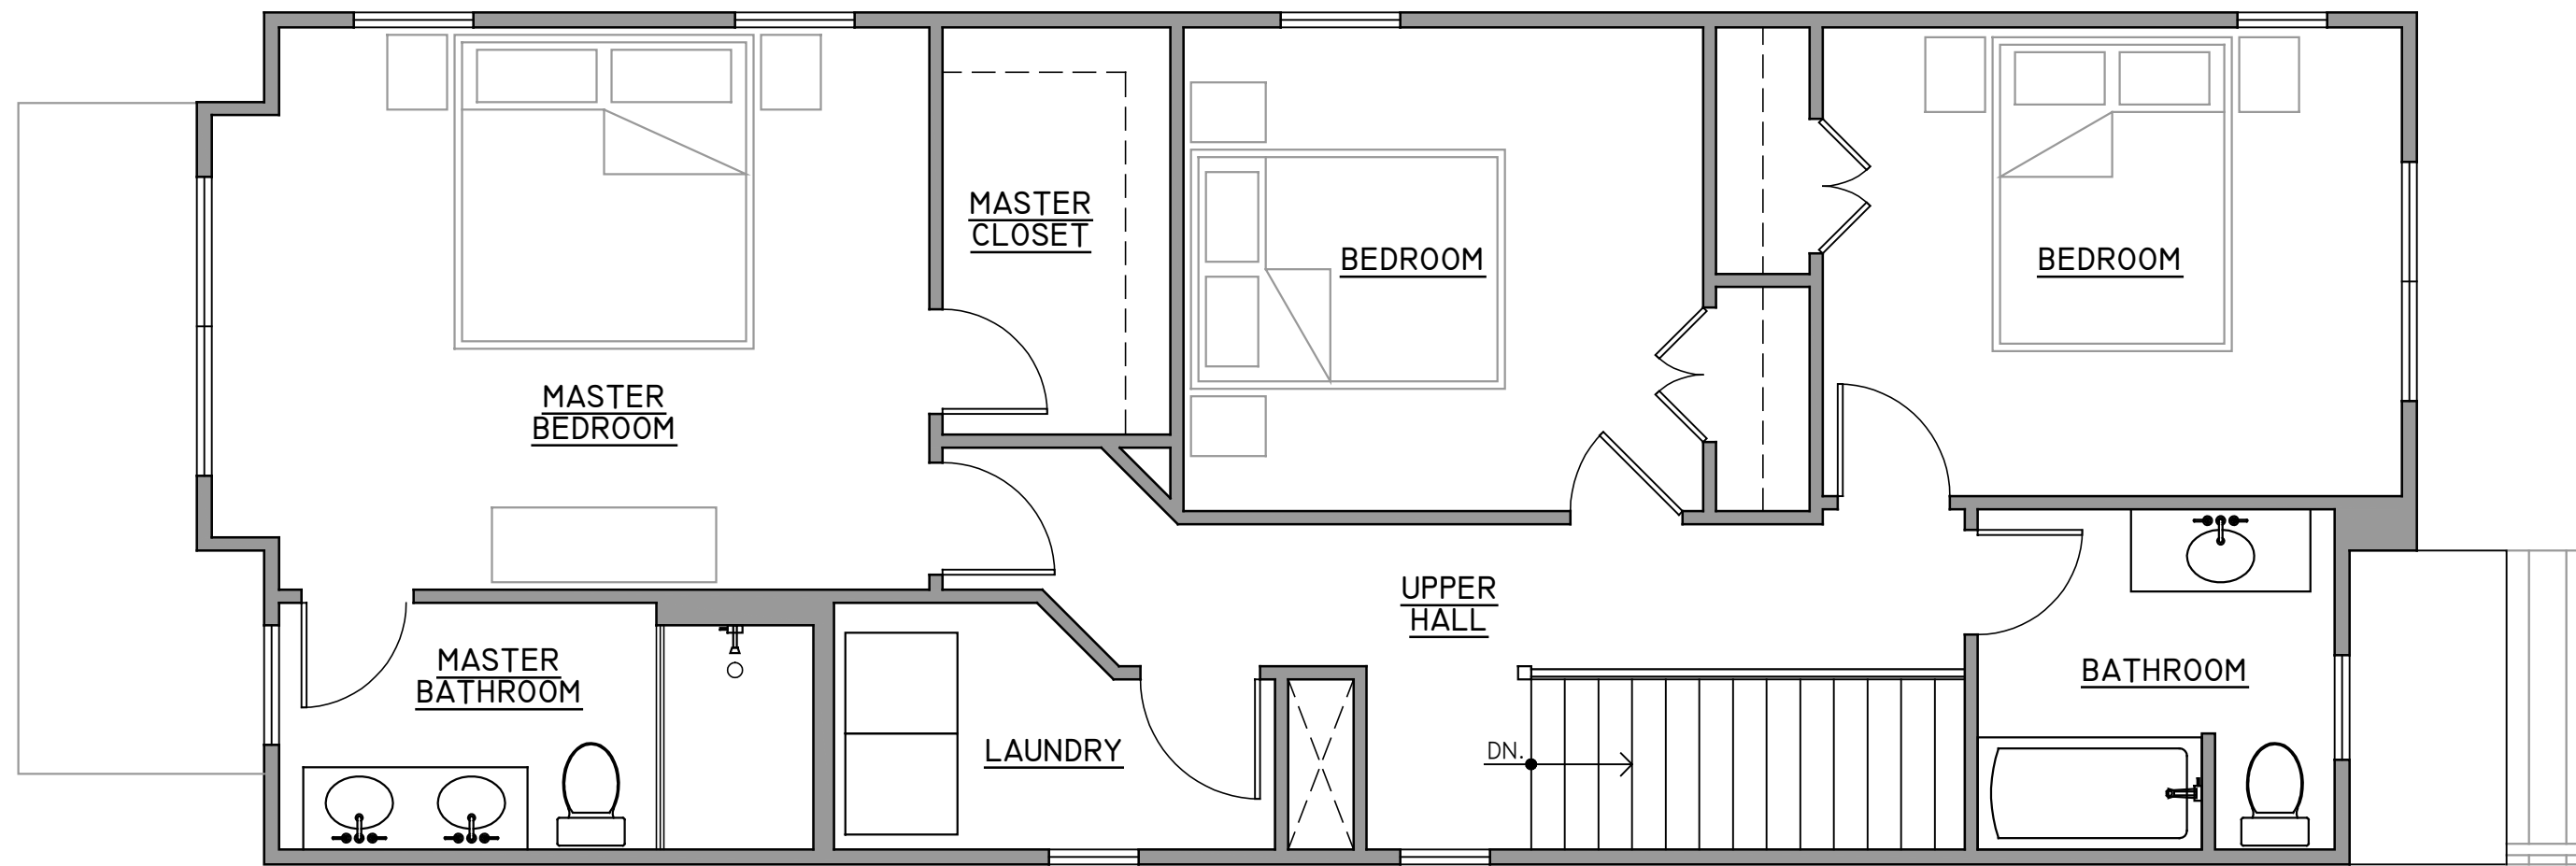 MASTER
CLOSET
BEDROOM
BEDROOM
MASTER
BEDROOM
UPPER
HALL
MASTER
BATHROOM
BATHROOM
LAUNDRY
DN.